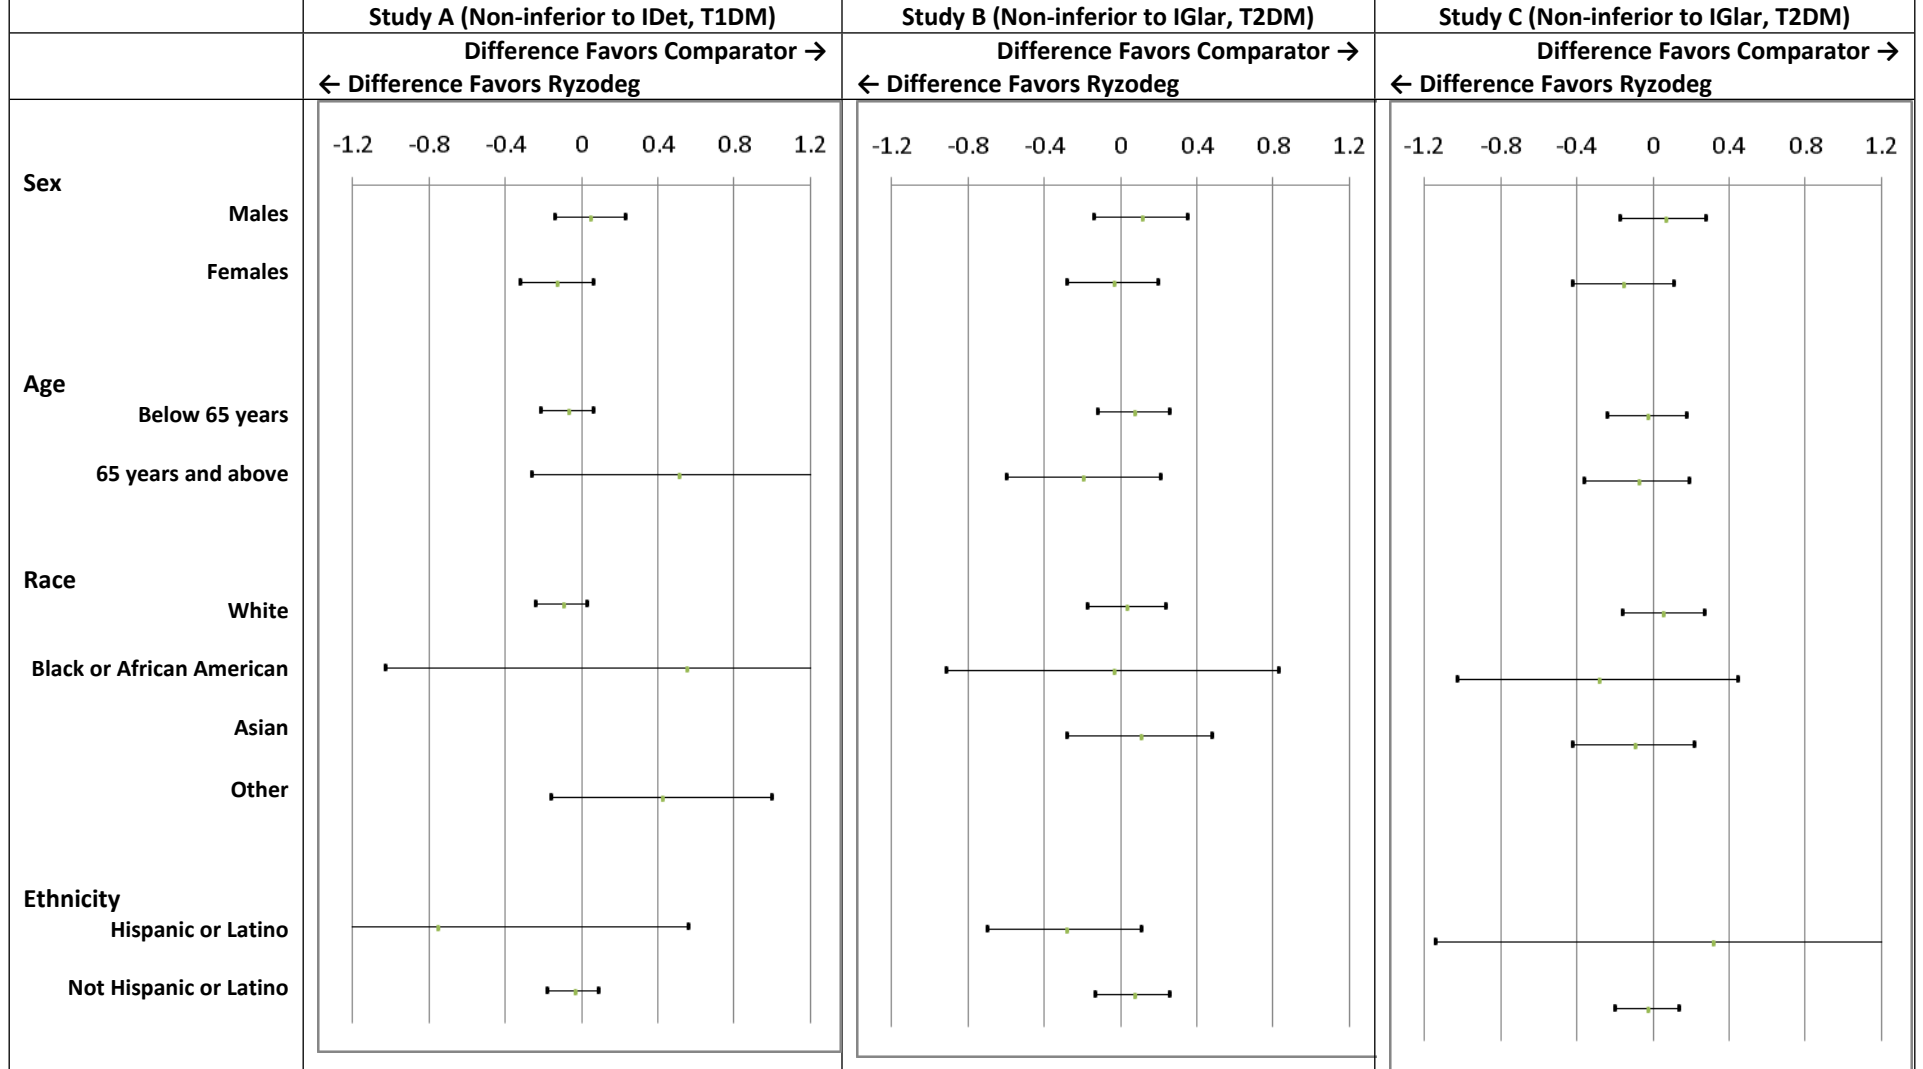 Study A (Non-inferior to IDet, T1DM) Study B (Non-inferior to IGlar, T2DM) Study C (Non-inferior to IGlar, T2DM)
Difference Favors Comparator → Difference Favors Comparator → Difference Favors Comparator →
← Difference Favors Ryzodeg ← Difference Favors Ryzodeg ← Difference Favors Ryzodeg
-1.2 -0.8 -0.4 0 0.4 0.8 1.2 -1.2 -0.8 -0.4 0 0.4 0.8 1.2 -1.2 -0.8 -0.4 0 0.4 0.8 1.2
Sex
Males
Females
Age
Below 65 years
65 years and above
Race
White
Black or African American
Asian
Other
Ethnicity
Hispanic or Latino
Not Hispanic or Latino